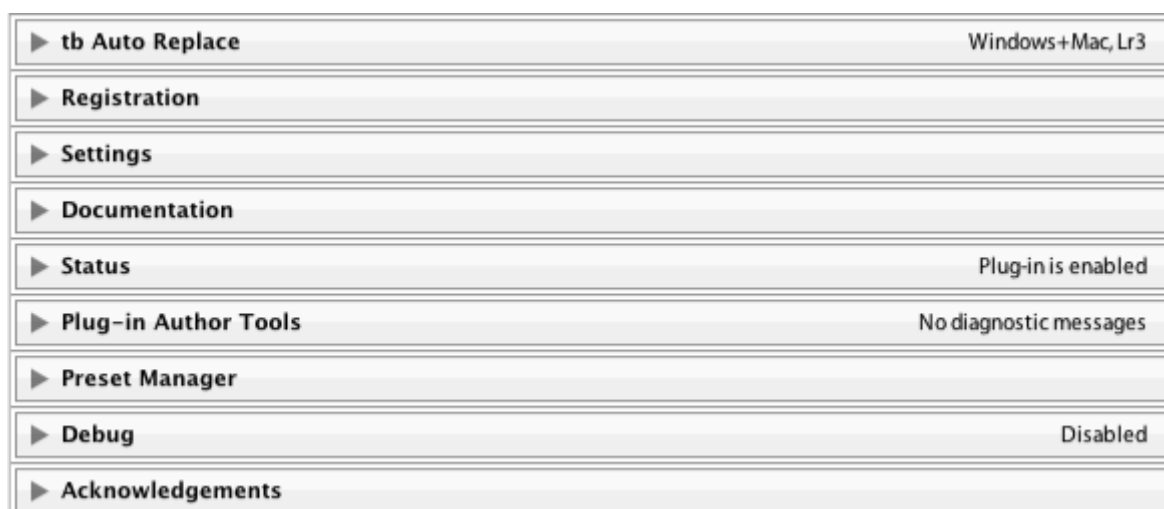 tb Auto Replace Windows+Mac, Lr3
Registration
Settings
Documentation
Status Plug-in is enabled
Plug-in Author Tools No diagnostic messages
Preset Manager
Debug Disabled
Acknowledgements